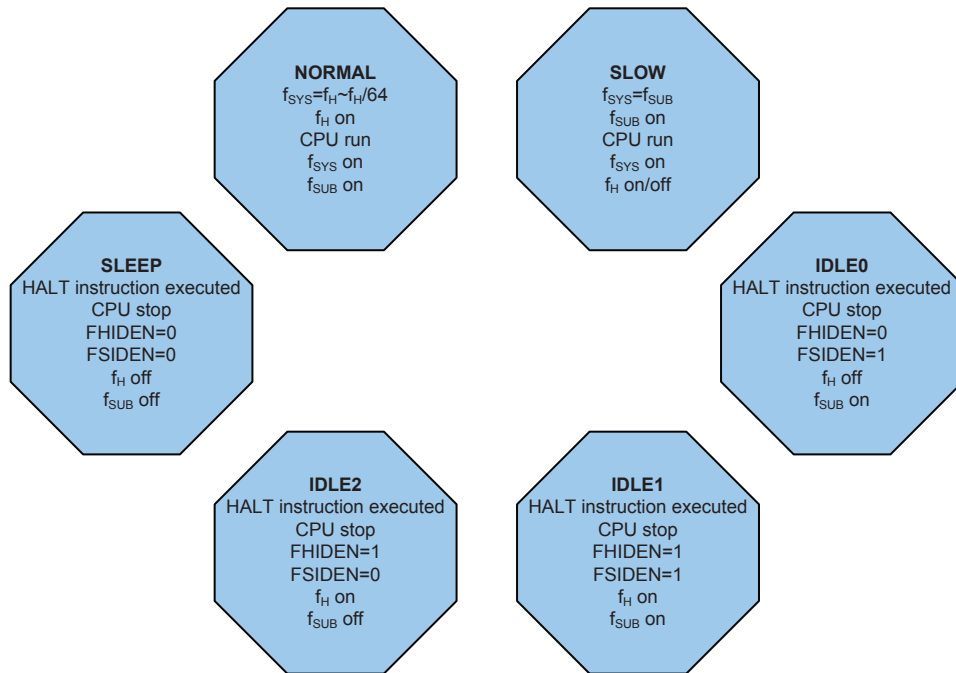 NORMAL
fSYS=fH~fH/64
fH on
CPU run
fSYS on
fSUB on
SLOW
fSYS=fSUB
fSUB on
CPU run
fSYS on
fH on/off
SLEEP
HALT instruction executed
CPU stop
FHIDEN=0
FSIDEN=0
fH off
fSUB off
IDLE0
HALT instruction executed
CPU stop
FHIDEN=0
FSIDEN=1
fH off
fSUB on
IDLE2
HALT instruction executed
CPU stop
FHIDEN=1
FSIDEN=0
fH on
fSUB off
IDLE1
HALT instruction executed
CPU stop
FHIDEN=1
FSIDEN=1
fH on
fSUB on